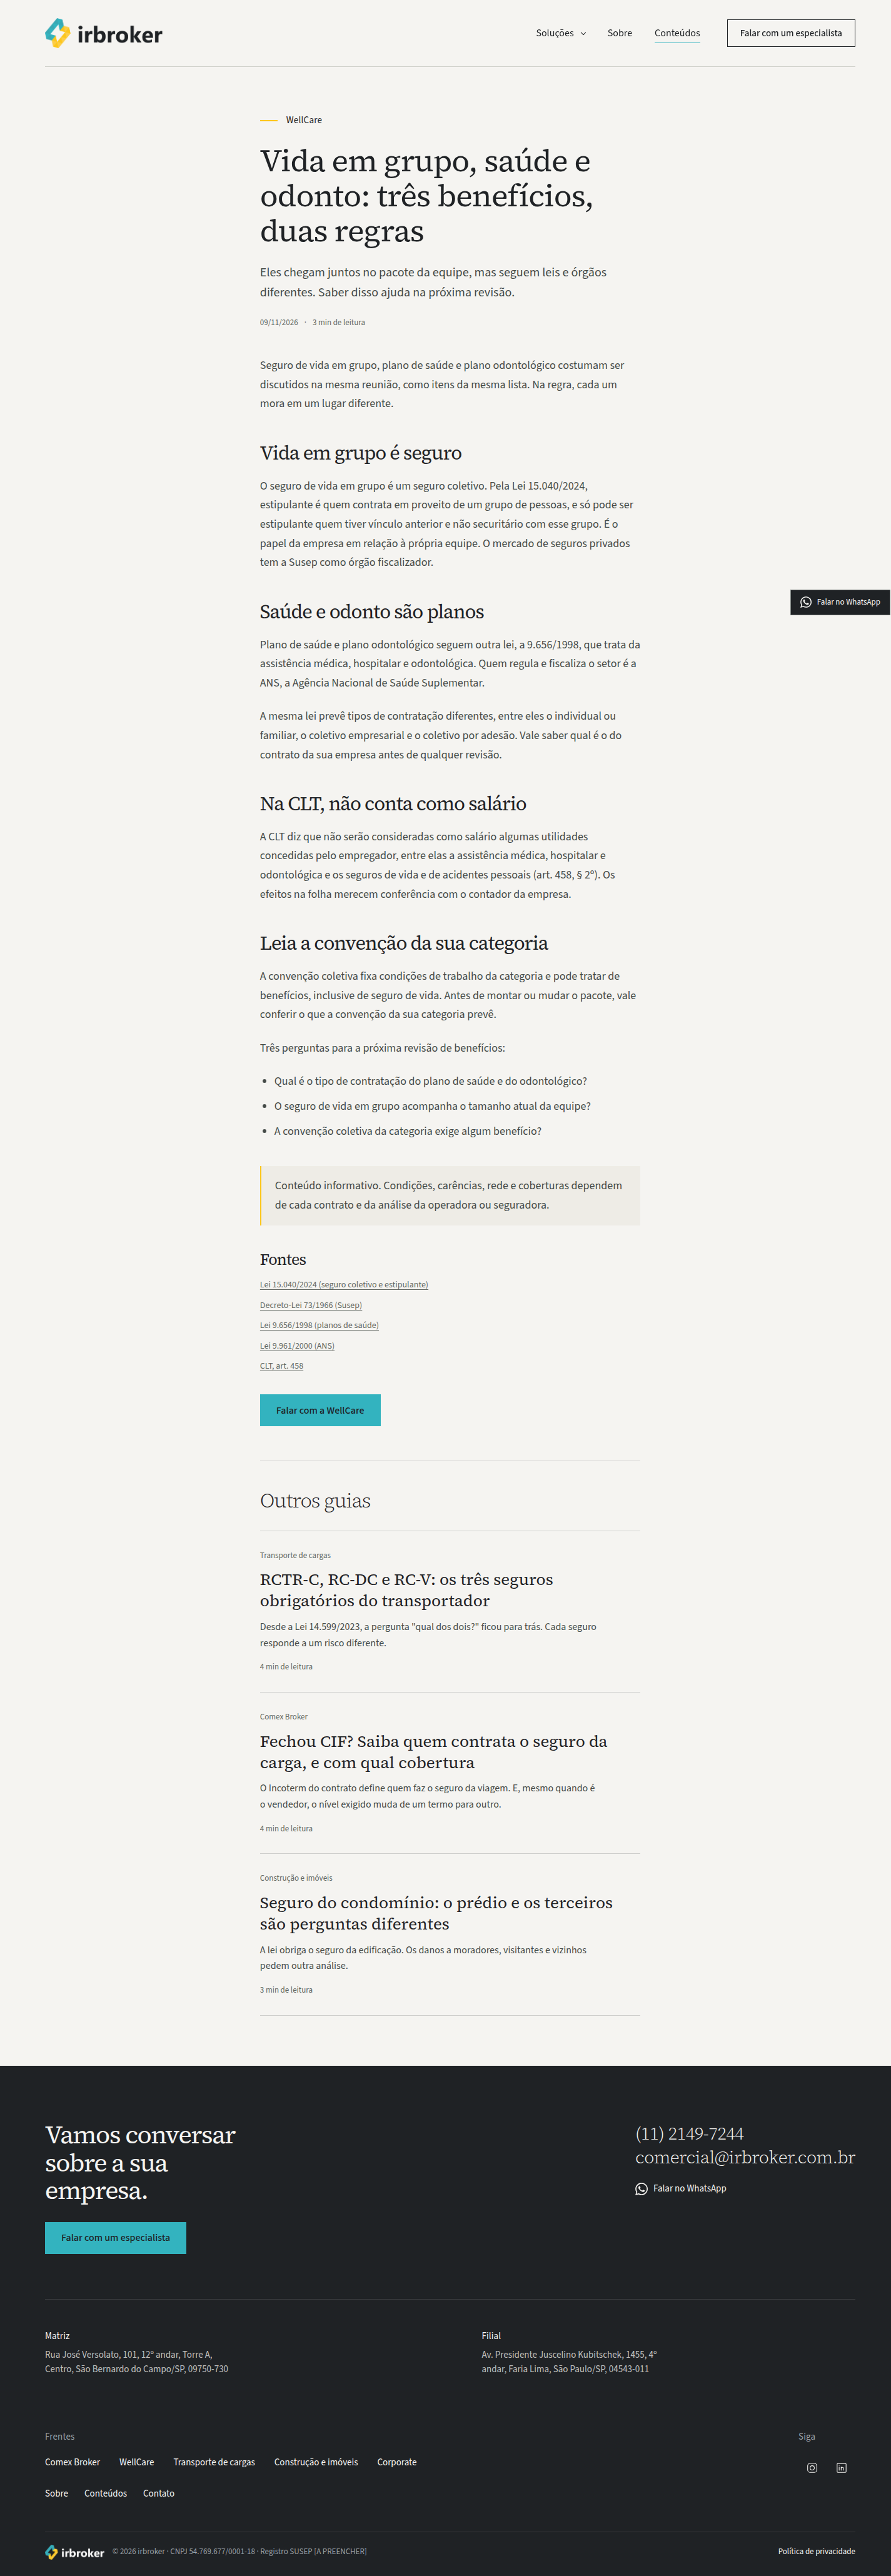 irbroker
Soluções
Sobre
Conteúdos
Falar com um especialista
WellCare
Vida em grupo, saúde e
odonto: três benefícios,
duas regras
Eles chegam juntos no pacote da equipe, mas seguem leis e órgãos
diferentes. Saber disso ajuda na próxima revisão.
09/11/2026 · 3 min de leitura
Seguro de vida em grupo, plano de saúde e plano odontológico costumam ser
discutidos na mesma reunião, como itens da mesma lista. Na regra, cada um
mora em um lugar diferente.
Vida em grupo é seguro
O seguro de vida em grupo é um seguro coletivo. Pela Lei 15.040/2024,
estipulante é quem contrata em proveito de um grupo de pessoas, e só pode ser
estipulante quem tiver vínculo anterior e não securitário com esse grupo. É o
papel da empresa em relação à própria equipe. O mercado de seguros privados
tem a Susep como órgão fiscalizador.
Falar no WhatsApp
Saúde e odonto são planos
Plano de saúde e plano odontológico seguem outra lei, a 9.656/1998, que trata da
assistência médica, hospitalar e odontológica. Quem regula e fiscaliza o setor é a
ANS, a Agência Nacional de Saúde Suplementar.
A mesma lei prevê tipos de contratação diferentes, entre eles o individual ou
familiar, o coletivo empresarial e o coletivo por adesão. Vale saber qual é o do
contrato da sua empresa antes de qualquer revisão.
Na CLT, não conta como salário
A CLT diz que não serão consideradas como salário algumas utilidades
concedidas pelo empregador, entre elas a assistência médica, hospitalar e
odontológica e os seguros de vida e de acidentes pessoais (art. 458, § 2º). Os
efeitos na folha merecem conferência com o contador da empresa.
Leia a convenção da sua categoria
A convenção coletiva fixa condições de trabalho da categoria e pode tratar de
benefícios, inclusive de seguro de vida. Antes de montar ou mudar o pacote, vale
conferir o que a convenção da sua categoria prevê.
Três perguntas para a próxima revisão de benefícios:
• Qual é o tipo de contratação do plano de saúde e do odontológico?
• O seguro de vida em grupo acompanha o tamanho atual da equipe?
• A convenção coletiva da categoria exige algum benefício?
Conteúdo informativo. Condições, carências, rede e coberturas dependem
de cada contrato e da análise da operadora ou seguradora.
Fontes
Lei 15.040/2024 (seguro coletivo e estipulante)
Decreto-Lei 73/1966 (Susep)
Lei 9.656/1998 (planos de saúde)
Lei 9.961/2000 (ANS)
CLT, art. 458
Falar com a WellCare
Outros guias
Transporte de cargas
RCTR-C, RC-DC e RC-V: os três seguros
obrigatórios do transportador
Desde a Lei 14.599/2023, a pergunta "qual dos dois?" ficou para trás. Cada seguro
responde a um risco diferente.
4 min de leitura
Comex Broker
Fechou CIF? Saiba quem contrata o seguro da
carga, e com qual cobertura
O Incoterm do contrato define quem faz o seguro da viagem. E, mesmo quando é
o vendedor, o nível exigido muda de um termo para outro.
4 min de leitura
Construção e imóveis
Seguro do condomínio: o prédio e os terceiros
são perguntas diferentes
A lei obriga o seguro da edificação. Os danos a moradores, visitantes e vizinhos
pedem outra análise.
3 min de leitura
Vamos conversar
sobre a sua
empresa.
Falar com um especialista
(11) 2149-7244
comercial@irbroker.com.br
Falar no WhatsApp
Matriz
Rua José Versolato, 101, 12º andar, Torre A,
Centro, São Bernardo do Campo/SP, 09750-730
Filial
Av. Presidente Juscelino Kubitschek, 1455, 4º
andar, Faria Lima, São Paulo/SP, 04543-011
Frentes
Comex Broker
WellCare
Transporte de cargas
Construção e imóveis
Corporate
Siga
Sobre
Conteúdos
Contato
irbroker
© 2026 irbroker · CNPJ 54.769.677/0001-18 · Registro SUSEP [A PREENCHER]
Política de privacidade